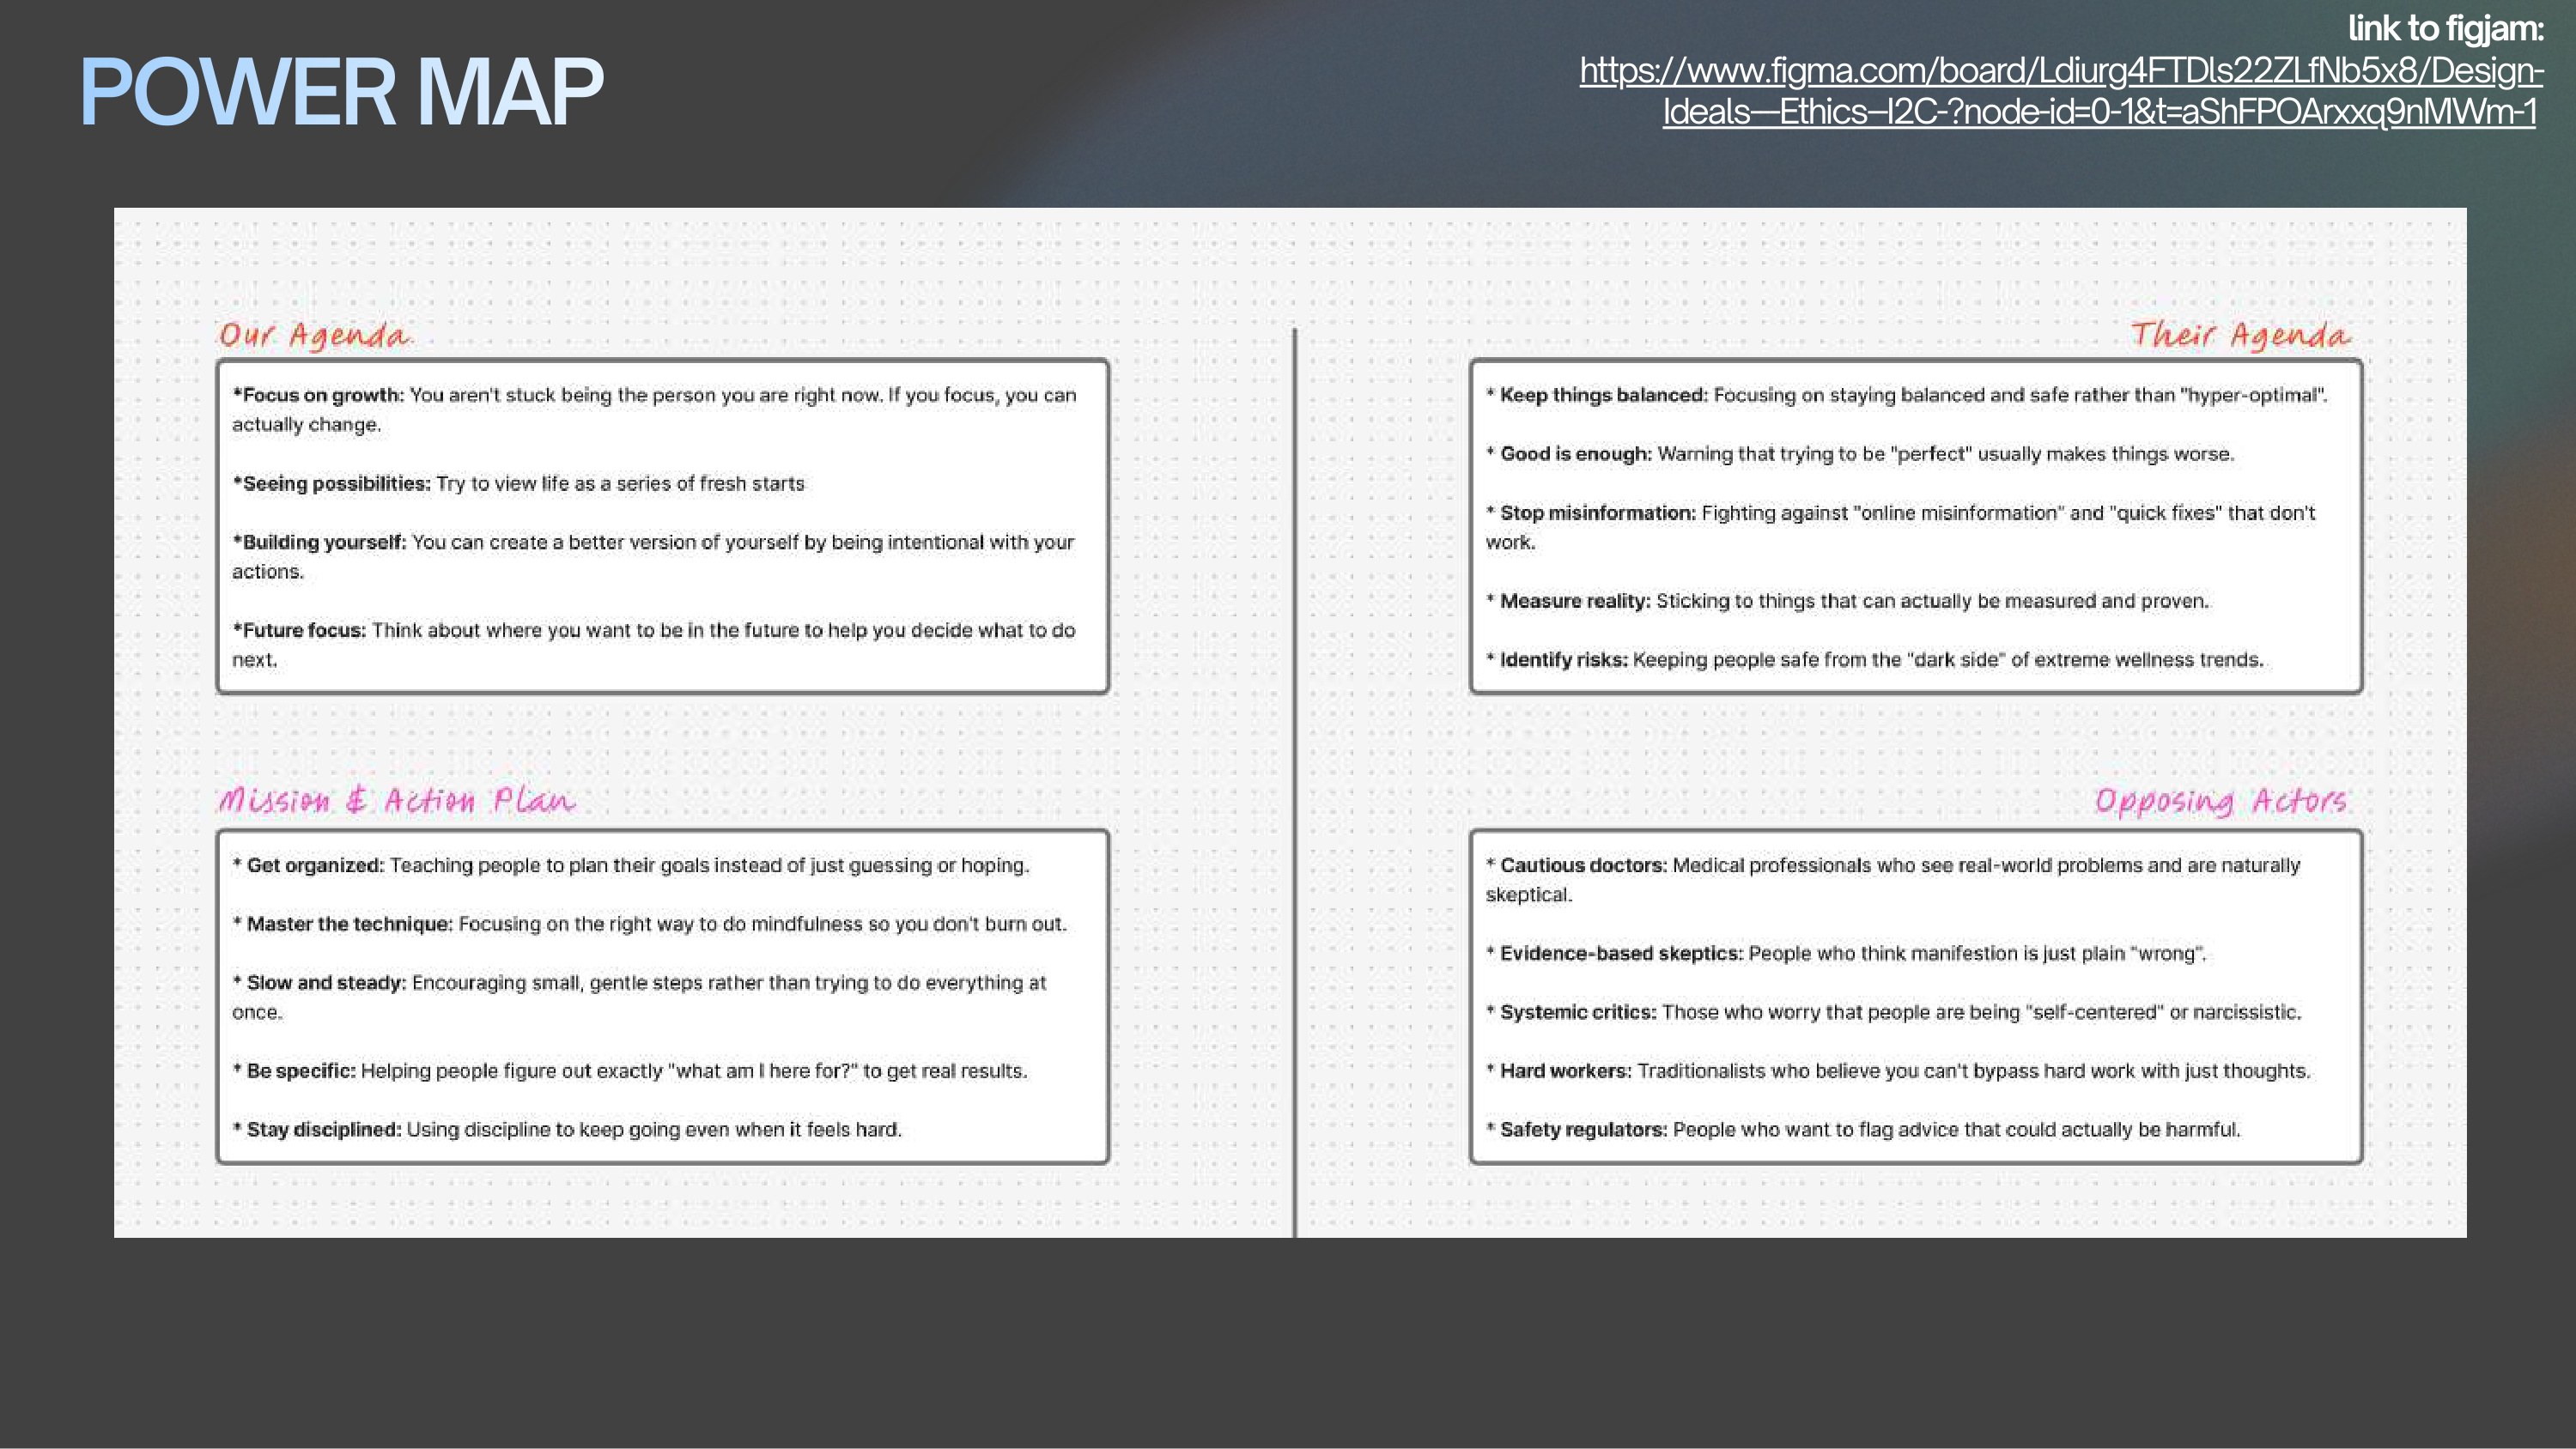 POWER MAP
link to figjam:
https://www.figma.com/board/Ldiurg4FTDls22ZLfNb5x8/Design-
Ideals—Ethics–I2C-?node-id=0-1&t=aShFPOArxxq9nMWm-1
Our Agenda
*Focus on growth: You aren't stuck being the person you are right now. If you focus, you can
actually change.
*Seeing possibilities: Try to view life as a series of fresh starts
*Building yourself: You can create a better version of yourself by being intentional with your
actions.
*Future focus: Think about where you want to be in the future to help you decide what to do
next.
Their Agenda
* Keep things balanced: Focusing on staying balanced and safe rather than "hyper-optimal".
* Good is enough: Warning that trying to be "perfect" usually makes things worse.
* Stop misinformation: Fighting against "online misinformation" and "quick fixes" that don't
work.
* Measure reality: Sticking to things that can actually be measured and proven.
* Identify risks: Keeping people safe from the "dark side" of extreme wellness trends.
Mission & Action Plan
* Get organized: Teaching people to plan their goals instead of just guessing or hoping.
* Master the technique: Focusing on the right way to do mindfulness so you don't burn out.
* Slow and steady: Encouraging small, gentle steps rather than trying to do everything at
once.
* Be specific: Helping people figure out exactly "what am I here for?" to get real results.
* Stay disciplined: Using discipline to keep going even when it feels hard.
Opposing Actors
* Cautious doctors: Medical professionals who see real-world problems and are naturally
skeptical.
* Evidence-based skeptics: People who think manifestion is just plain "wrong".
* Systemic critics: Those who worry that people are being "self-centered" or narcissistic.
* Hard workers: Traditionalists who believe you can't bypass hard work with just thoughts.
* Safety regulators: People who want to flag advice that could actually be harmful.